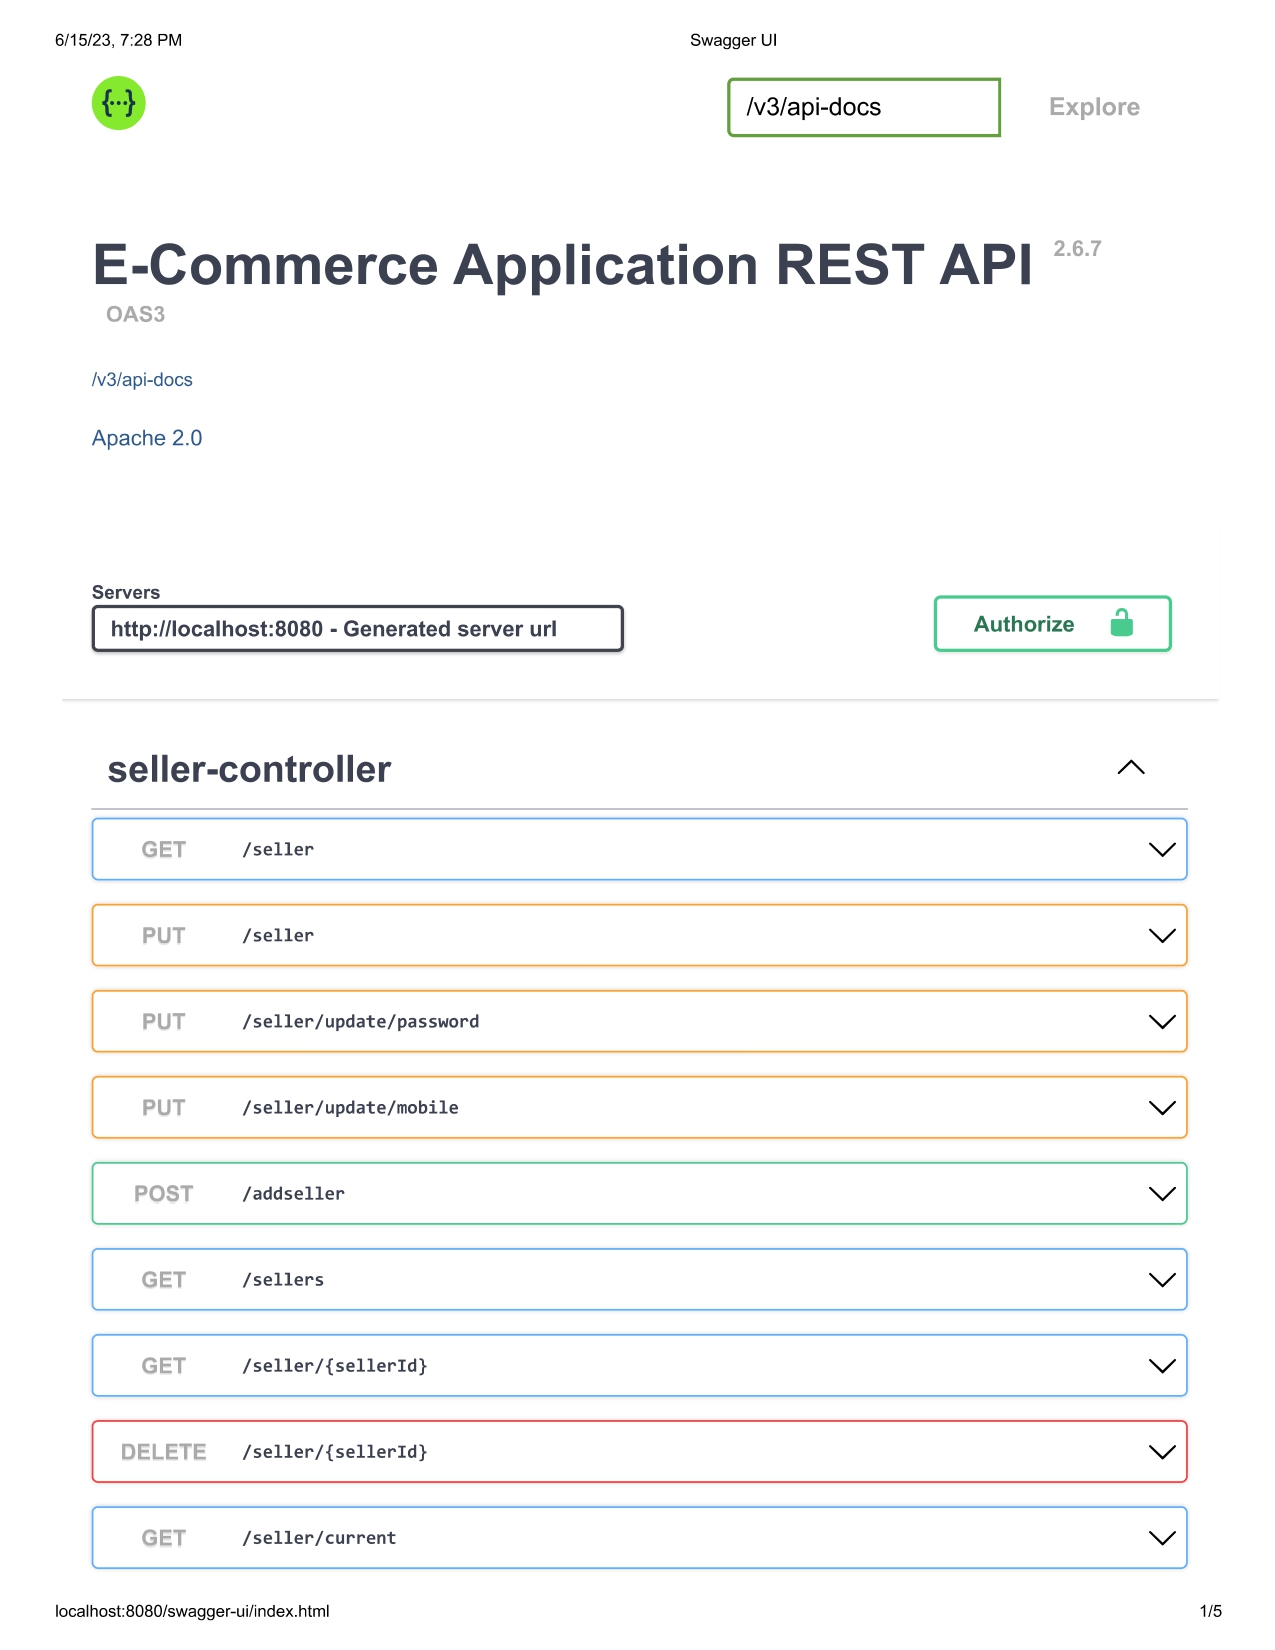 6/15/23, 7:28 PM Swagger UI
{...}
/v3/api-docs Explore
E-Commerce Application REST API 2.6.7
OAS3
/v3/api-docs
Apache 2.0
Servers
http://localhost:8080 - Generated server url
Authorize
seller-controller
GET /seller
PUT /seller
PUT /seller/update/password
PUT /seller/update/mobile
POST /addseller
GET /sellers
GET /seller/{sellerId}
DELETE /seller/{sellerId}
GET /seller/current
localhost:8080/swagger-ui/index.html 1/5